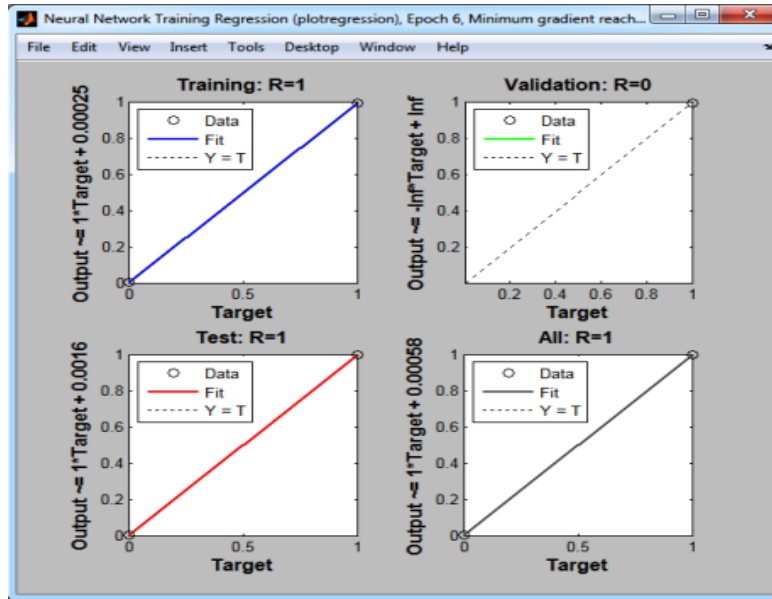 Neural Network Training Regression (plotregression), Epoch 6, Minimum gradient reach...
File Edit View Insert Tools Desktop Window Help
Training: R=1
Output ~= 1*Target + 0.00025
1
0.8
0.6
0.4
0.2
0
Data
Fit
Y = T
0 0.5 1
Target
Validation: R=0
Output ~= -Inf*Target + Inf
1
0.8
0.6
0.4
0.2
Data
Fit
Y = T
0.2 0.4 0.6 0.8 1
Target
Test: R=1
Output ~= 1*Target + 0.0016
1
0.8
0.6
0.4
0.2
0
Data
Fit
Y = T
0 0.5 1
Target
All: R=1
Output ~= 1*Target + 0.00058
1
0.8
0.6
0.4
0.2
0
Data
Fit
Y = T
0 0.5 1
Target